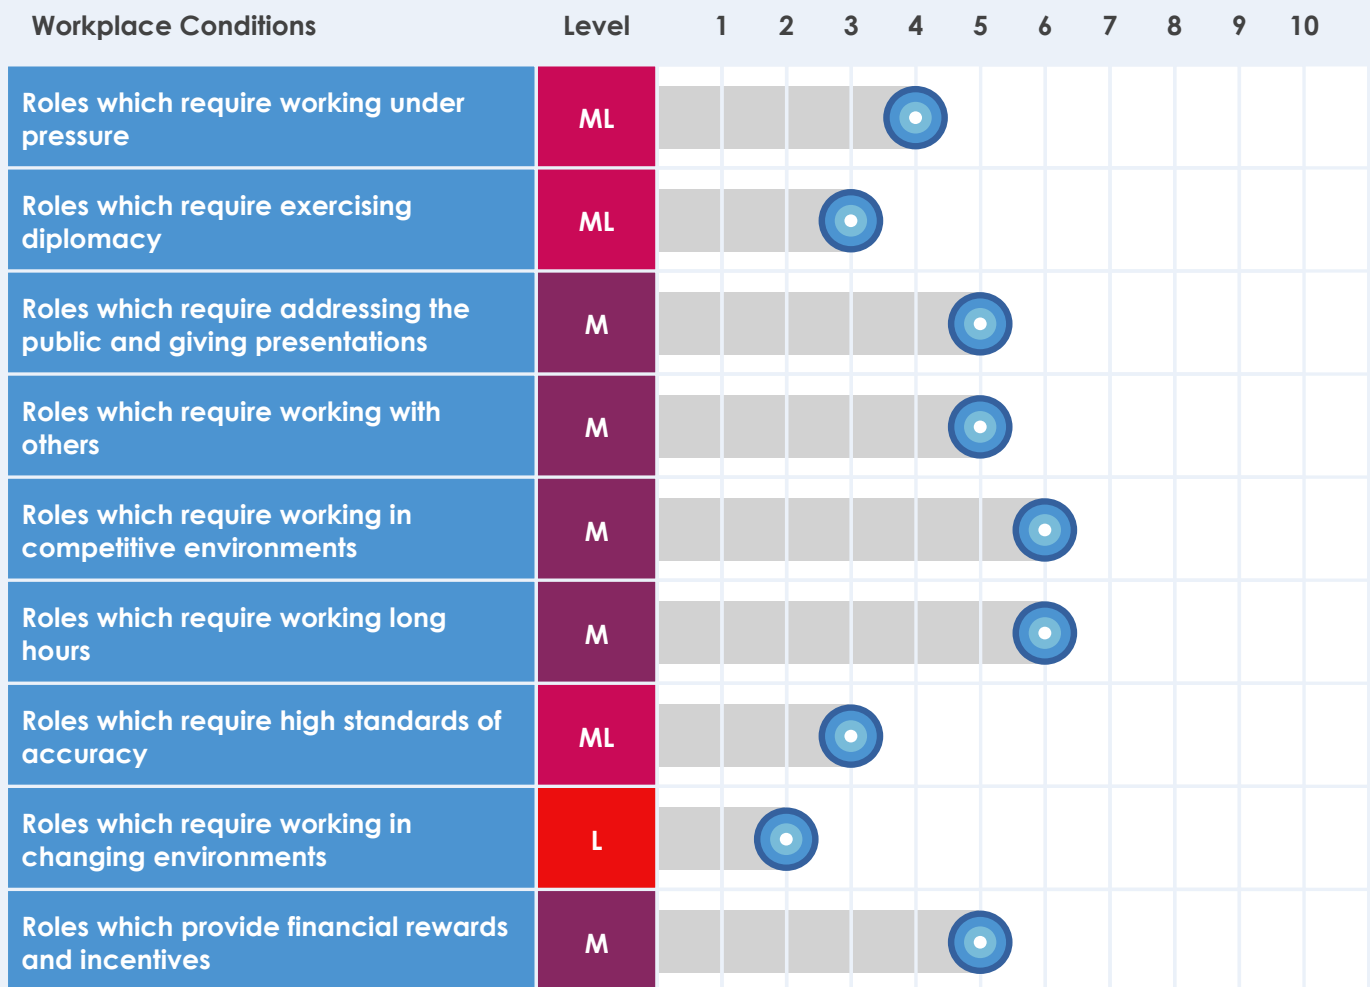 Workplace Conditions Level 1 2 3 4 5 6 7 8 9 10
Roles which require working under
pressure
ML
Roles which require exercising
diplomacy
ML
Roles which require addressing the
public and giving presentations
M
Roles which require working with
others
M
Roles which require working in
competitive environments
M
Roles which require working long
hours
M
Roles which require high standards of
accuracy
ML
Roles which require working in
changing environments
L
Roles which provide financial rewards
and incentives
M